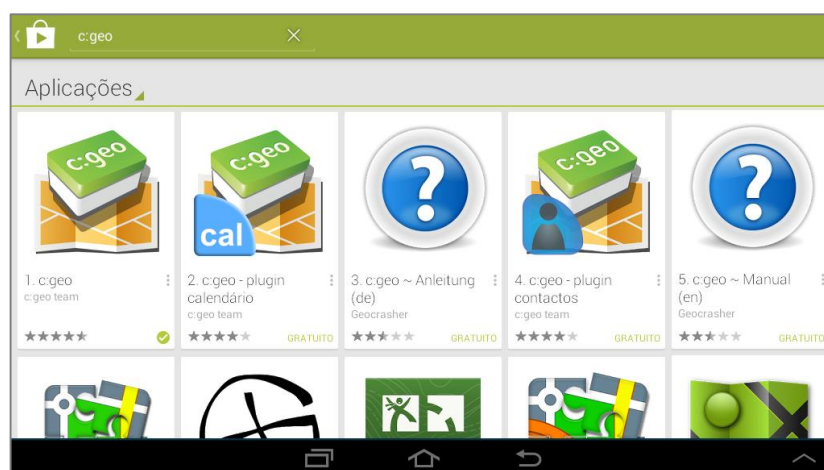 c:geo
Aplicações
c:geo
c:geo
cal
c:geo
1. c:geo
c:geo team
2. c:geo - plugin
calendário
c:geo team
GRATUITO
3. c:geo ~ Anleitung
(de)
Geocrasher
GRATUITO
4. c:geo - plugin
contactos
c:geo team
GRATUITO
5. c:geo ~ Manual
(en)
Geocrasher
GRATUITO